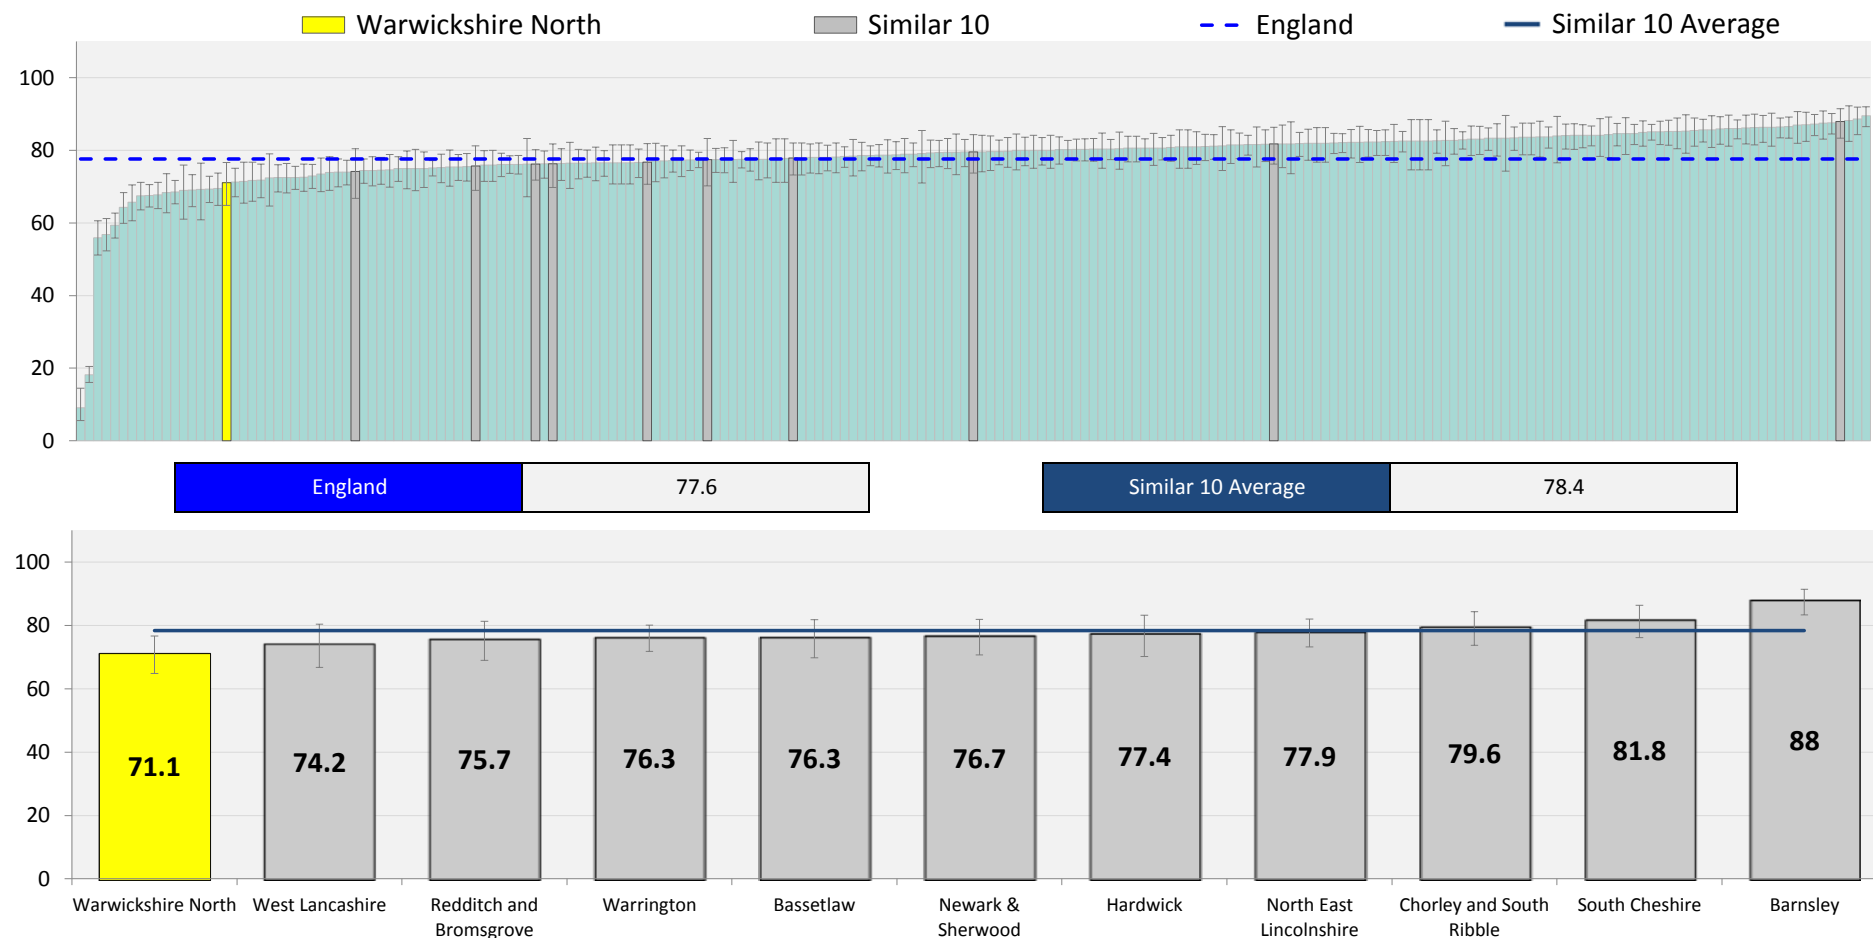 Warwickshire North
Similar 10
England
Similar 10 Average
100
80
60
40
20
0
England
77.6
Similar 10 Average
78.4
100
80
60
40
20
0
71.1
74.2
75.7
76.3
76.3
76.7
77.4
77.9
79.6
81.8
88
Warwickshire North
West Lancashire
Redditch and
Bromsgrove
Warrington
Bassetlaw
Newark &
Sherwood
Hardwick
North East
Lincolnshire
Chorley and South
Ribble
South Cheshire
Barnsley